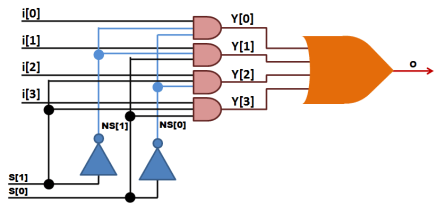 i[0] Y[0]
i[1] Y[1]
o
i[2] Y[2]
i[3] Y[3]
NS[1] NS[0]
S[1]
S[0]